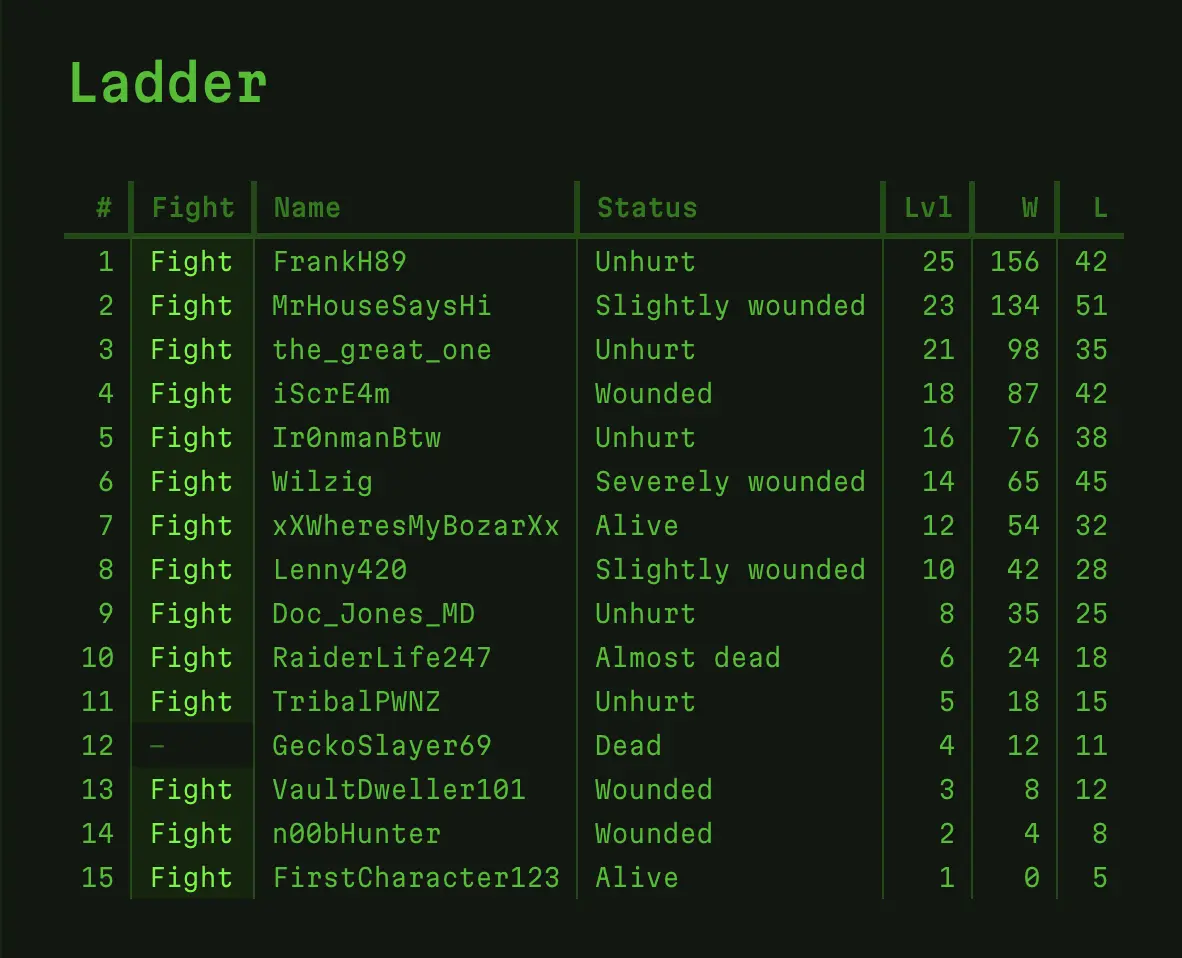 Ladder
# Fight Name Status Lvl W L
1 Fight FrankH89 Unhurt 25 156 42
2 Fight MrHouseSaysHi Slightly wounded 23 134 51
3 Fight the_great_one Unhurt 21 98 35
4 Fight iScrE4m Wounded 18 87 42
5 Fight Ir0nmanBtw Unhurt 16 76 38
6 Fight Wilzig Severely wounded 14 65 45
7 Fight xXWheresMyBozarXx Alive 12 54 32
8 Fight Lenny420 Slightly wounded 10 42 28
9 Fight Doc_Jones_MD Unhurt 8 35 25
10 Fight RaiderLife247 Almost dead 6 24 18
11 Fight TribalPWNZ Unhurt 5 18 15
12 – GeckoSlayer69 Dead 4 12 11
13 Fight VaultDweller101 Wounded 3 8 12
14 Fight n00bHunter Wounded 2 4 8
15 Fight FirstCharacter123 Alive 1 0 5